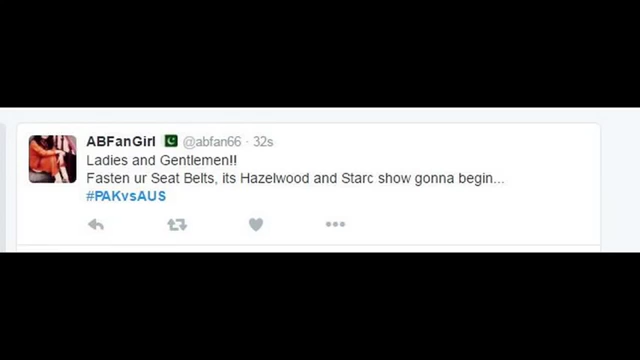 ABFanGirl @abfan66 · 32s
Ladies and Gentlemen!!
Fasten ur Seat Belts, its Hazelwood and Starc show gonna begin...
#PAKvsAUS